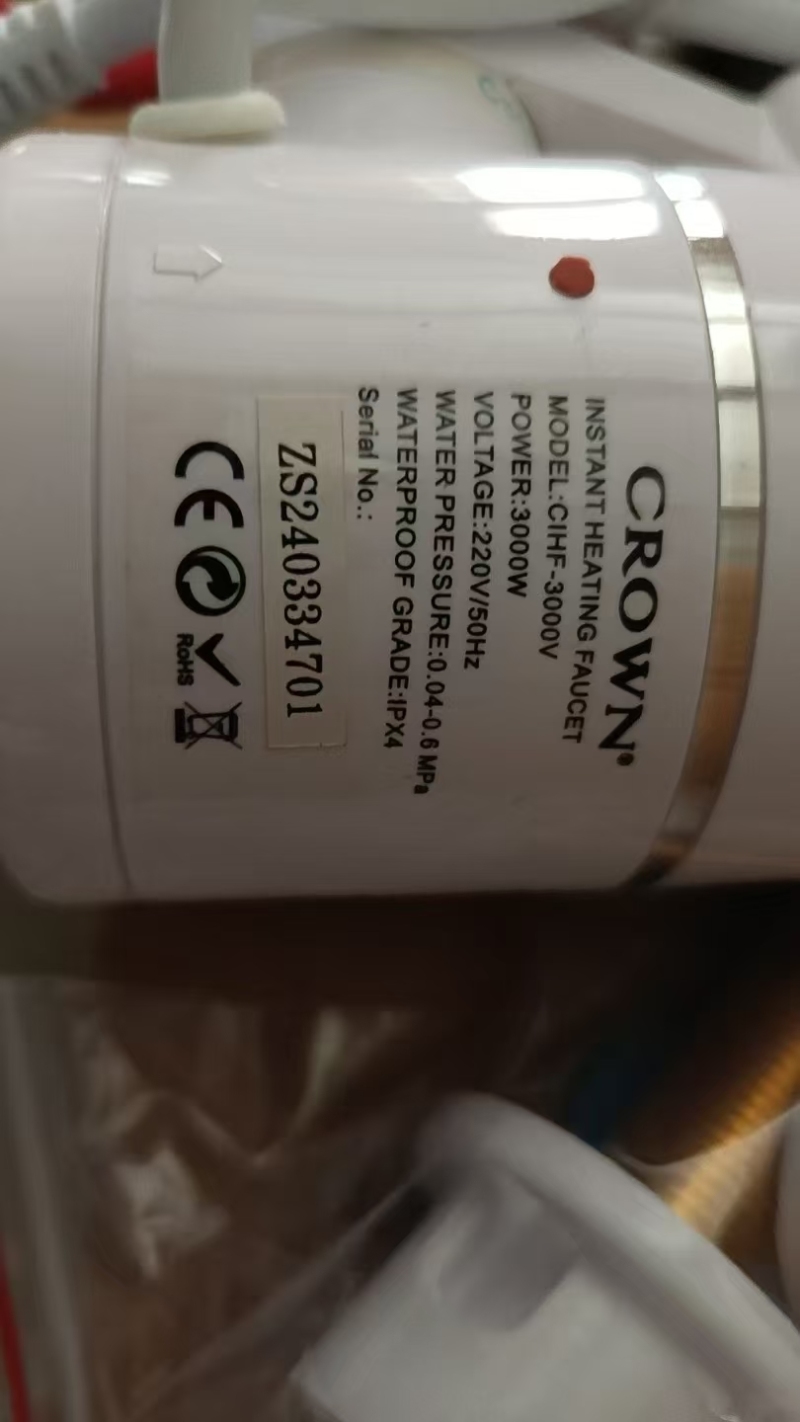 CROWN®
INSTANT HEATING FAUCET
MODEL:CIHF-3000V
POWER:3000W
VOLTAGE:220V/50Hz
WATER PRESSURE:0.04-0.6 MPa
WATERPROOF GRADE:IPX4
Serial No.:
ZS240334701
CE RoHS